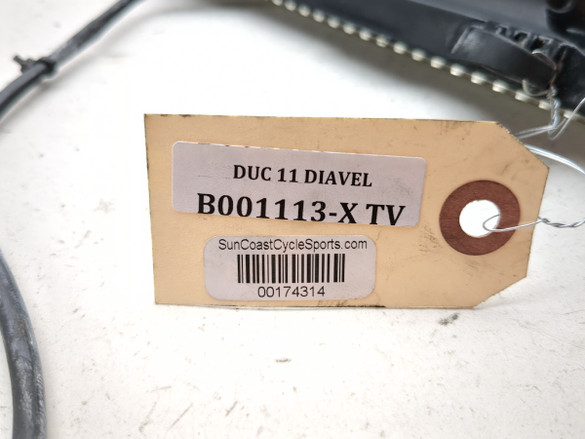 DUC 11 DIAVEL
B001113-X TV
SunCoastCycleSports.com
00174314